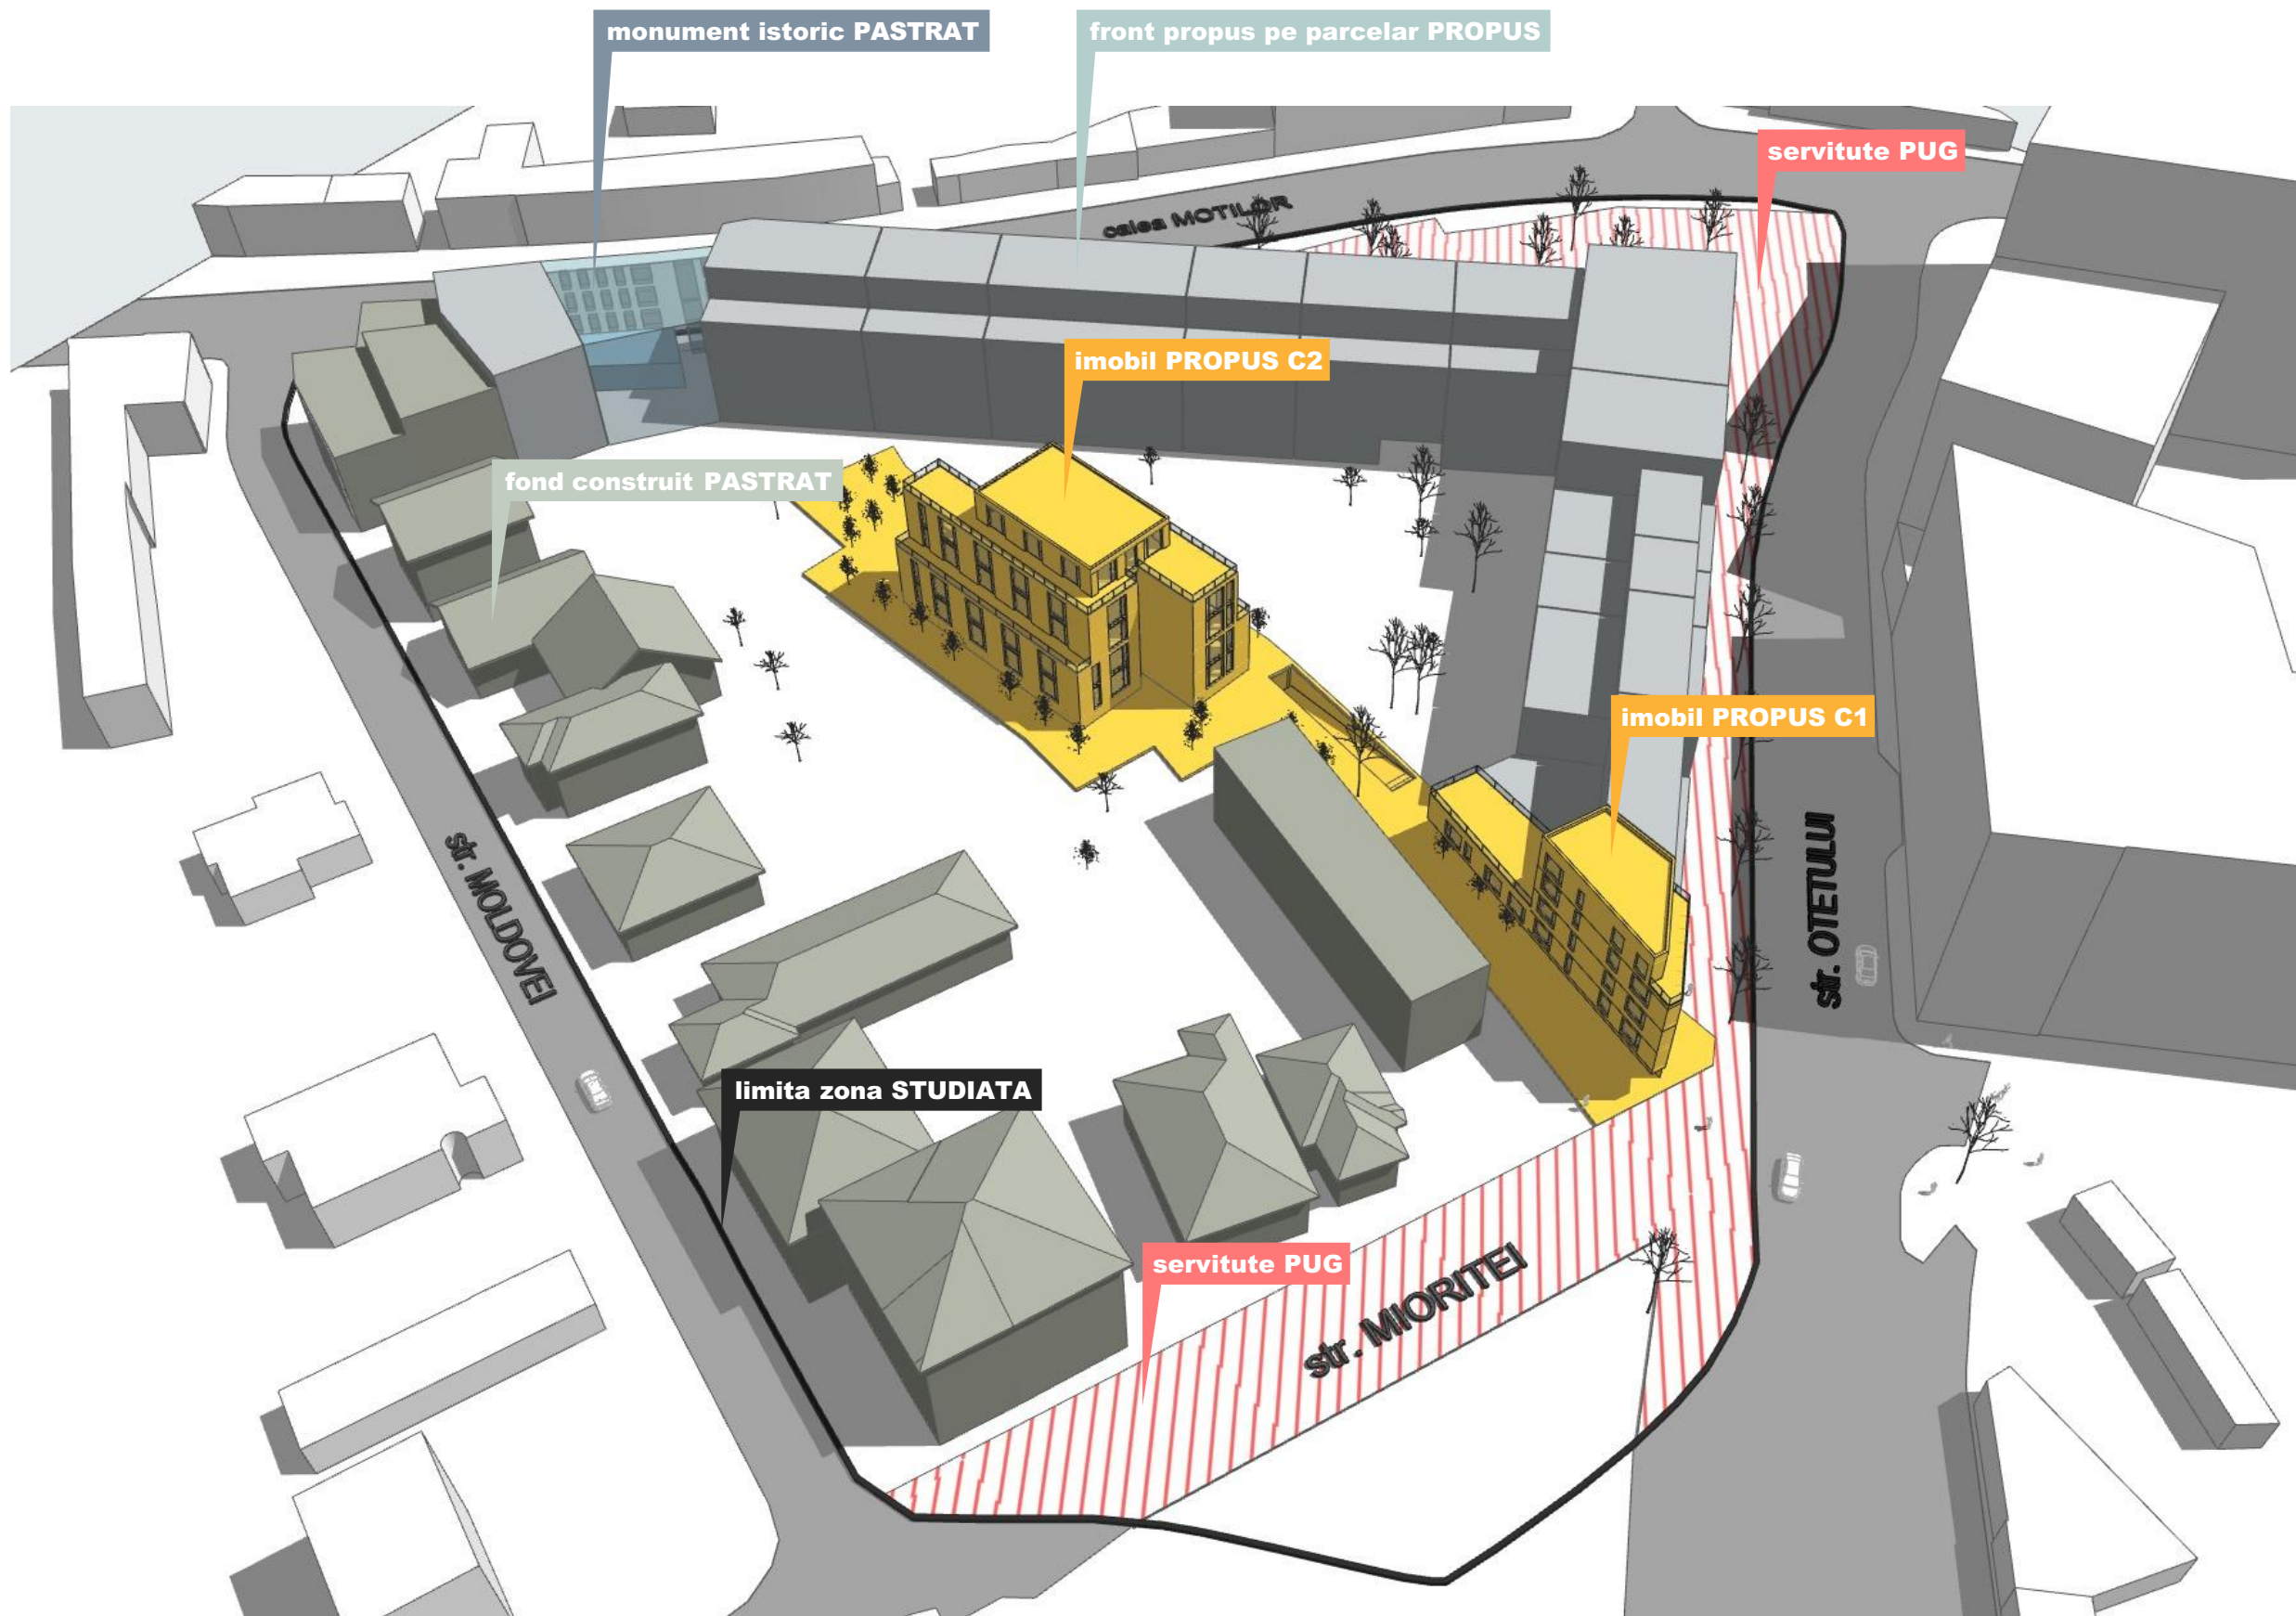 monument istoric PASTRAT
front propus pe parcelar PROPUS
servitute PUG
calea MOTILOR
imobil PROPUS C2
fond construit PASTRAT
imobil PROPUS C1
str. MOLDOVEI
str. OTETULUI
limita zona STUDIATA
servitute PUG
str. MIORITEI